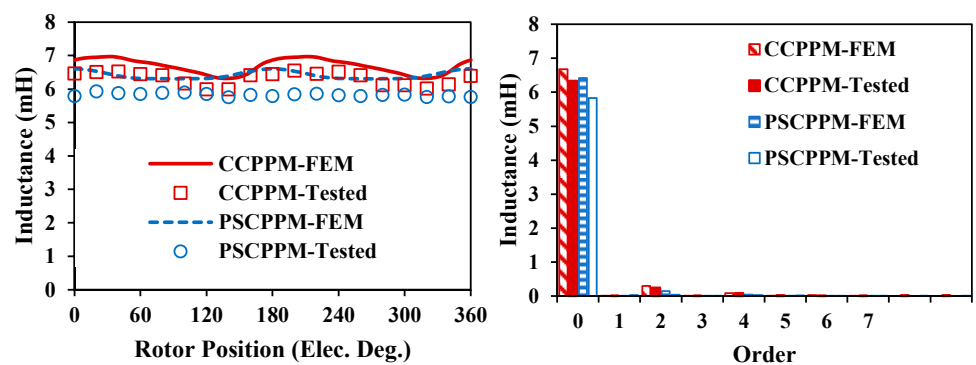 8
7
6
5
4
3
2
1
0
Inductance (mH)
CCPPM-FEM
CCPPM-Tested
PSCPPM-FEM
PSCPPM-Tested
0 60 120 180 240 300 360
Rotor Position (Elec. Deg.)
8
7
6
5
4
3
2
1
0
Inductance (mH)
CCPPM-FEM
CCPPM-Tested
PSCPPM-FEM
PSCPPM-Tested
0 1 2 3 4 5 6 7
Order